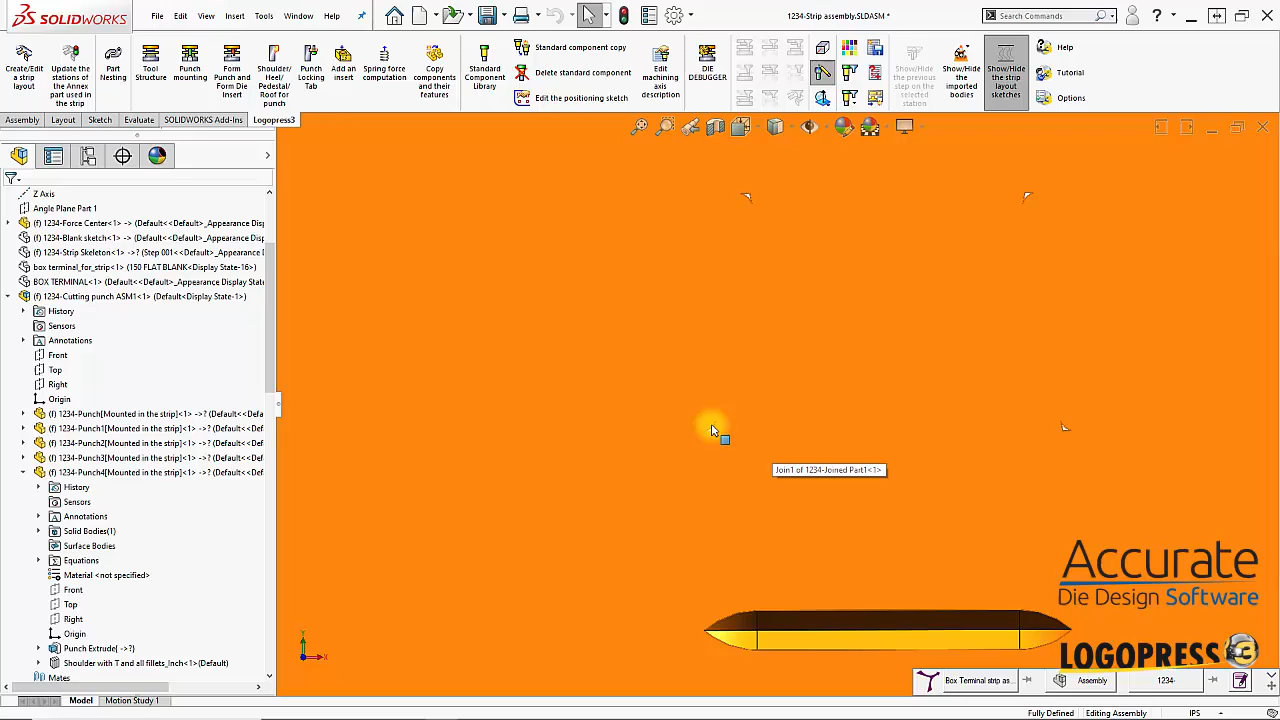 SOLIDWORKS
File Edit View Insert Tools Window Help
1234-Strip assembly.SLDASM *
Search Commands
Create/Edit a strip layout
Update the stations of the Annex part used in the strip
Part Nesting
Tool Structure
Punch mounting
Form Punch and Form Die Insert
Shoulder/ Heel/ Pedestal/ Roof for punch
Punch Locking Tab
Add an insert
Spring force computation
Copy components and their features
Standard Component Library
Standard component copy
Delete standard component
Edit the positioning sketch
Edit machining axis description
DIE DEBUGGER
Show/Hide the previous step on the selected station
Show/Hide the imported bodies
Show/Hide the strip layout sketches
Help
Tutorial
Options
Assembly Layout Sketch Evaluate SOLIDWORKS Add-Ins Logopress3
Z Axis
Angle Plane Part 1
(f) 1234-Force Center<1> -> (Default<<Default>_Appearance Disp
(f) 1234-Blank sketch<1> -> (Default<<Default>_Appearance Disp
(f) 1234-Strip Skeleton<1> ->? (Step 001<<Default>_Appearance D
box terminal_for_strip<1> (150 FLAT BLANK<Display State-16>)
BOX TERMINAL<1> (Default<<Default>_Appearance Display State
(f) 1234-Cutting punch ASM1<1> (Default<Display State-1>)
History
Sensors
Annotations
Front
Top
Right
Origin
(f) 1234-Punch[Mounted in the strip]<1> ->? (Default<<Defa
(f) 1234-Punch1[Mounted in the strip]<1> ->? (Default<<Def
(f) 1234-Punch2[Mounted in the strip]<1> ->? (Default<<Def
(f) 1234-Punch3[Mounted in the strip]<1> ->? (Default<<Def
(f) 1234-Punch4[Mounted in the strip]<1> ->? (Default<<Def
History
Sensors
Annotations
Solid Bodies(1)
Surface Bodies
Equations
Material <not specified>
Front
Top
Right
Origin
Punch Extrude( ->?)
Shoulder with T and all fillets_Inch<1>(Default)
Mates
Join1 of 1234-Joined Part1<1>
Y
X
Accurate
Die Design Software
LOGOPRESS3
Box Terminal strip as...
Assembly
1234-
Model Motion Study 1
Fully Defined Editing Assembly IPS